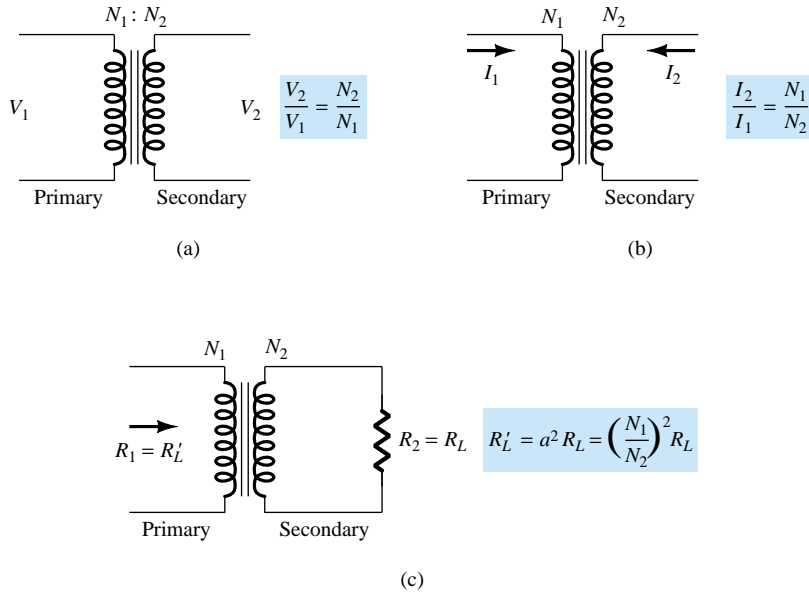 N₁ : N₂
V₁
V₂
V₂/V₁ = N₂/N₁
Primary
Secondary
(a)
N₁
N₂
I₁
I₂
I₂/I₁ = N₁/N₂
Primary
Secondary
(b)
N₁
N₂
R₁ = R′L
R₂ = RL
R′L = a² RL = (N₁/N₂)² RL
Primary
Secondary
(c)